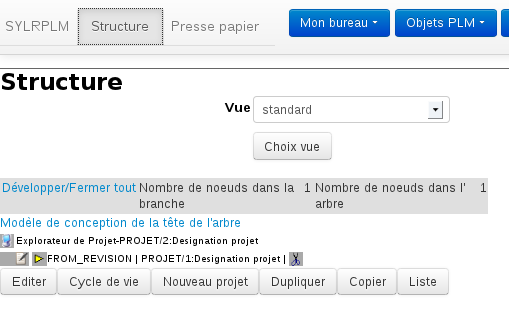 SYLRPLM Structure Presse papier Mon bureau Objets PLM
Structure
Vue standard
Choix vue
Développer/Fermer tout Nombre de noeuds dans la branche 1 Nombre de noeuds dans l' arbre 1
Modèle de conception de la tête de l'arbre
Explorateur de Projet-PROJET/2:Designation projet
FROM_REVISION | PROJET/1:Designation projet |
Editer Cycle de vie Nouveau projet Dupliquer Copier Liste